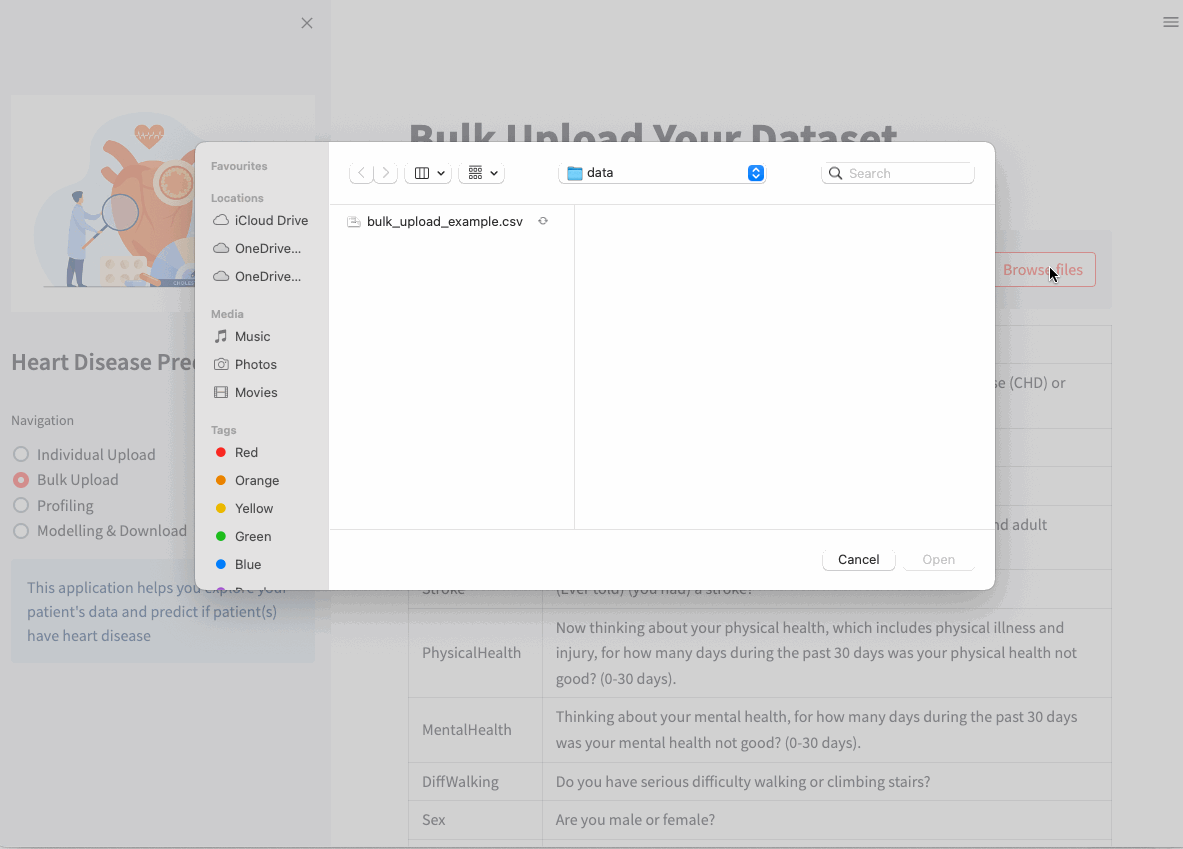 Bulk Upload Your Dataset
Favourites
Locations
iCloud Drive
OneDrive...
OneDrive...
Media
Music
Photos
Movies
Tags
Red
Orange
Yellow
Green
Blue
data
Search
bulk_upload_example.csv
Cancel
Open
Browse files
Heart Disease
Navigation
Individual Upload
Bulk Upload
Profiling
Modelling & Download
This application helps you explore your
patient's data and predict if patient(s)
have heart disease
(CHD) or
adult
Stroke
(Ever told) (you had) a stroke?
PhysicalHealth
Now thinking about your physical health, which includes physical illness and
injury, for how many days during the past 30 days was your physical health not
good? (0-30 days).
MentalHealth
Thinking about your mental health, for how many days during the past 30 days
was your mental health not good? (0-30 days).
DiffWalking
Do you have serious difficulty walking or climbing stairs?
Sex
Are you male or female?